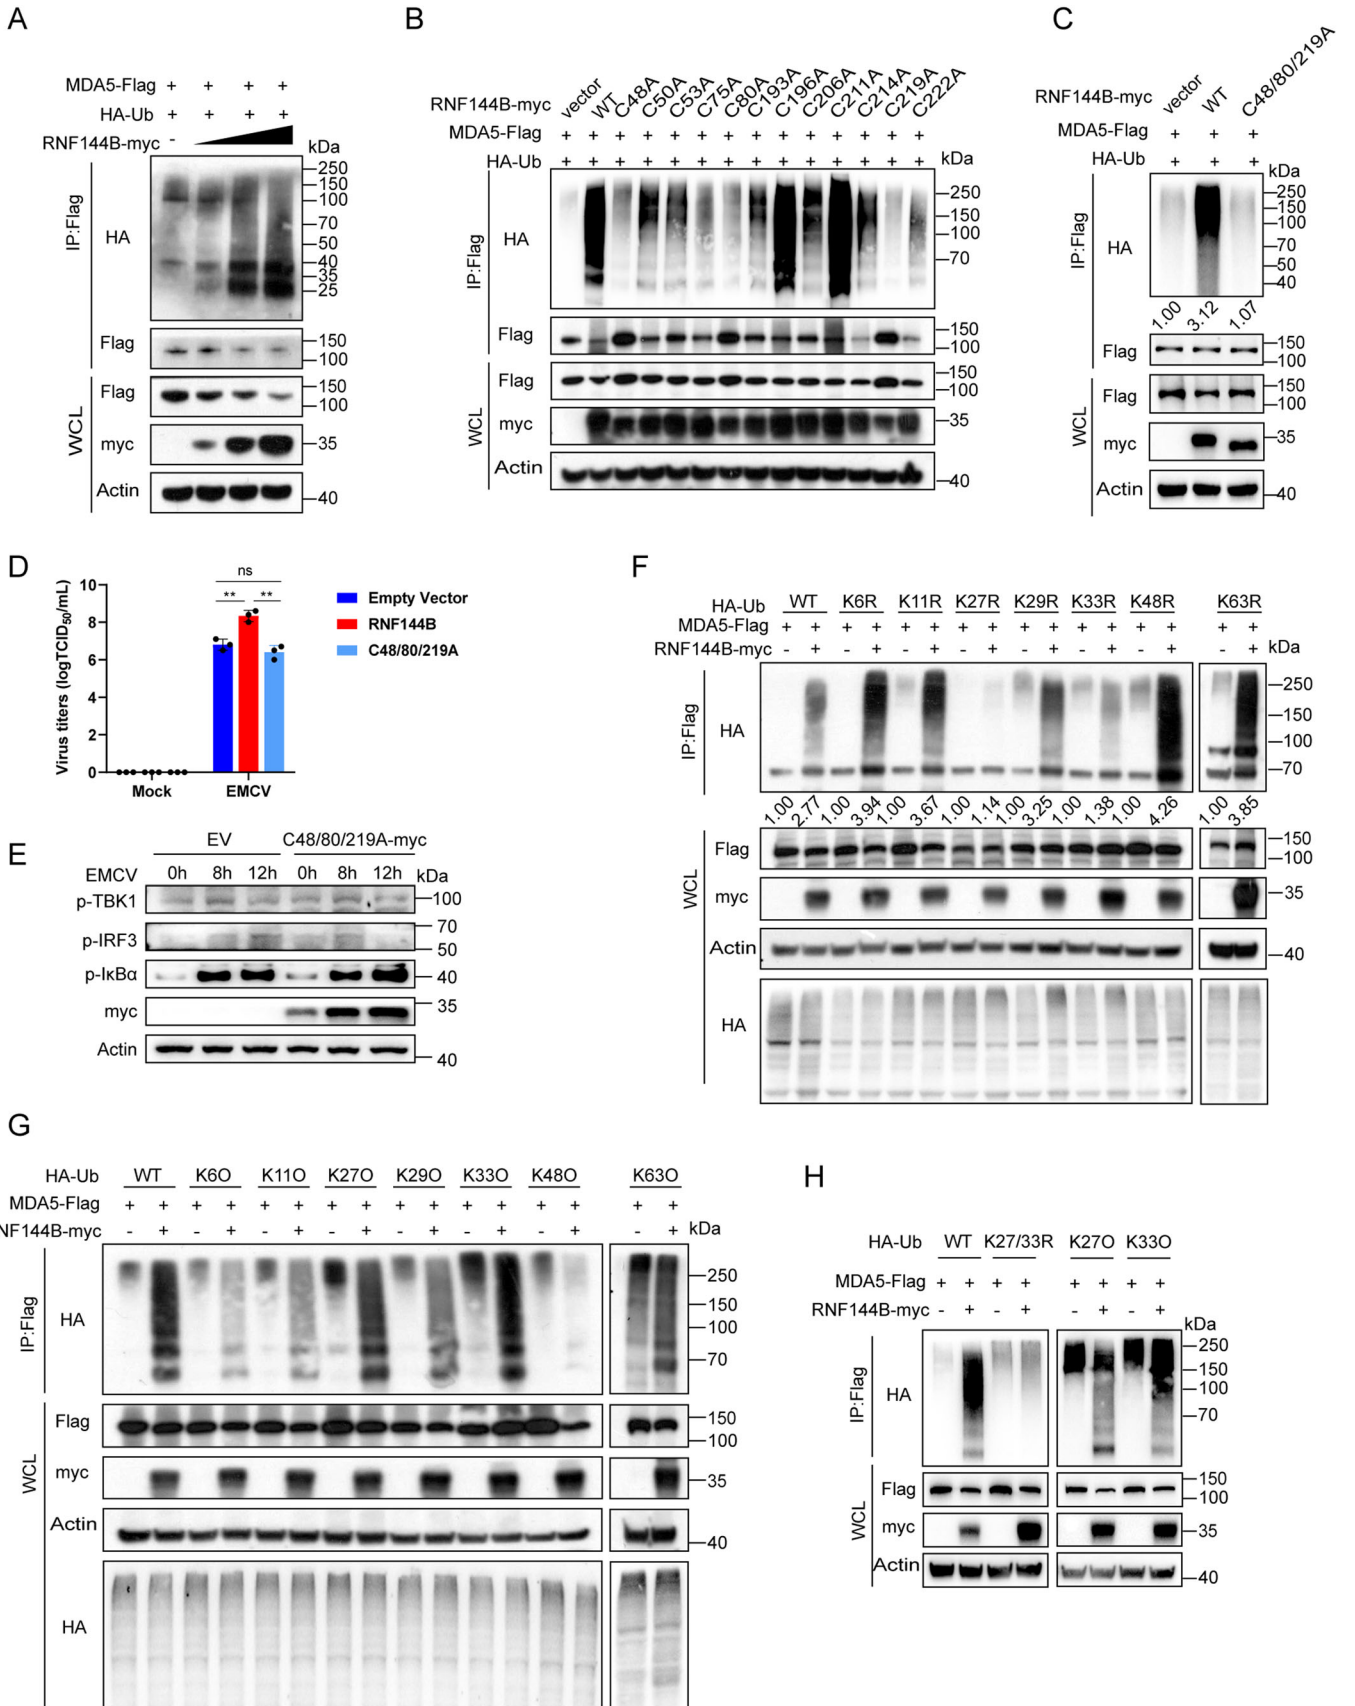 A
MDA5-Flag + + + +
HA-Ub + + + +
RNF144B-myc -
kDa
IP:Flag
HA
250
150
100
70
50
40
35
25
Flag
150
100
WCL
Flag
150
100
myc
35
Actin
40
B
RNF144B-myc vector WT C48A C50A C53A C75A C80A C193A C196A C206A C211A C214A C219A C222A
MDA5-Flag + + + + + + + + + + + + + +
HA-Ub + + + + + + + + + + + + + +
kDa
IP:Flag
HA
250
150
100
70
Flag
150
100
WCL
Flag
150
100
myc
35
Actin
40
C
RNF144B-myc vector WT C48/80/219A
MDA5-Flag + + +
HA-Ub + + +
kDa
IP:Flag
HA
250
150
100
70
50
40
1.00 3.12 1.07
Flag
150
100
WCL
Flag
150
100
myc
35
Actin
40
D
Virus titers (logTCID50/mL)
10
8
6
4
2
0
ns
** **
Mock EMCV
Empty Vector
RNF144B
C48/80/219A
E
EV C48/80/219A-myc
EMCV 0h 8h 12h 0h 8h 12h kDa
p-TBK1 100
p-IRF3 70
50
p-IκBα 40
myc 35
Actin
40
F
HA-Ub WT K6R K11R K27R K29R K33R K48R K63R
MDA5-Flag + + + + + + + + + + + + + + + +
RNF144B-myc - + - + - + - + - + - + - + - + kDa
IP:Flag
HA
250
150
100
70
1.00 2.77 1.00 3.94 1.00 3.67 1.00 1.14 1.00 3.25 1.00 1.38 1.00 4.26 1.00 3.85
WCL
Flag
150
100
myc
35
Actin
40
HA
G
HA-Ub WT K6O K11O K27O K29O K33O K48O K63O
MDA5-Flag + + + + + + + + + + + + + + + +
NF144B-myc - + - + - + - + - + - + - + - + kDa
IP:Flag
HA
250
150
100
70
WCL
Flag
150
100
myc
35
Actin
40
HA
H
HA-Ub WT K27/33R K27O K33O
MDA5-Flag + + + + + + + +
RNF144B-myc - + - + - + - +
kDa
IP:Flag
HA
250
150
100
70
WCL
Flag
150
100
myc
35
Actin
40